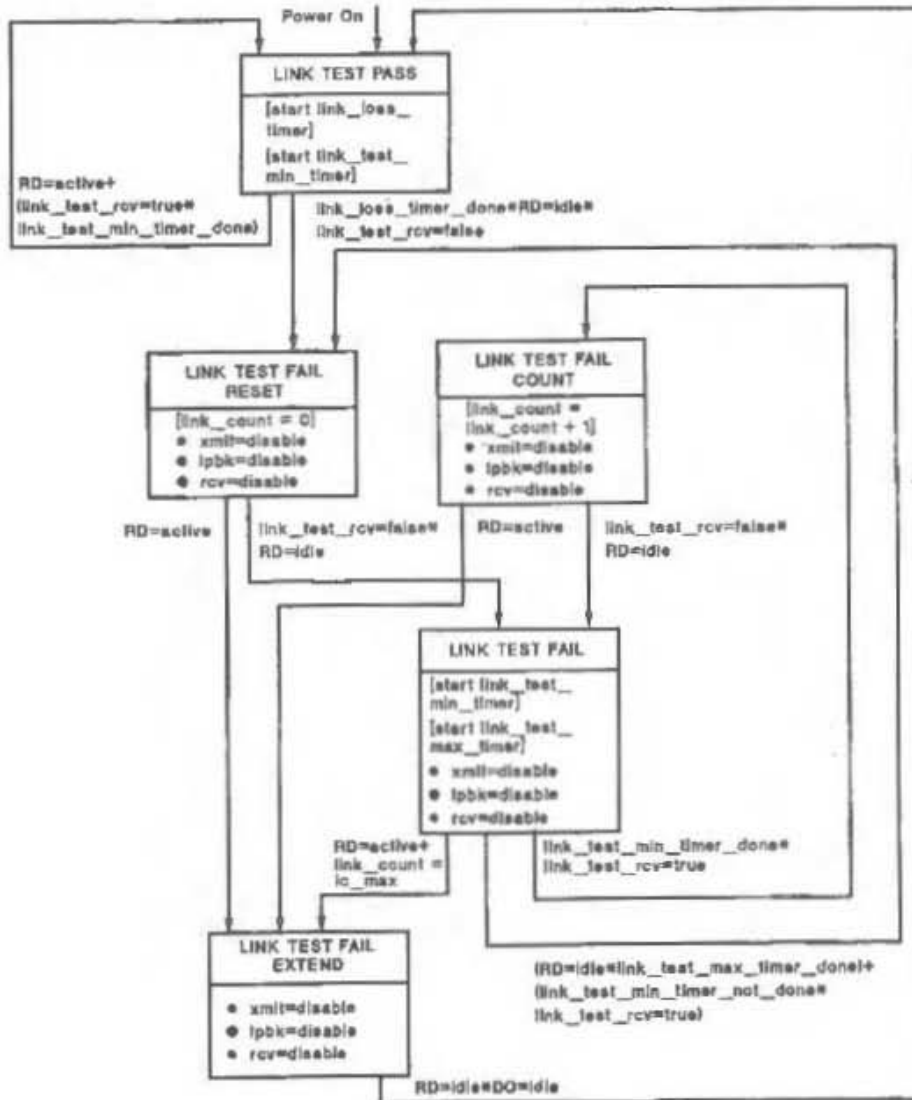 Power On
LINK TEST PASS
[start link_loss_
timer]
[start link_test_
min_timer]
RD=active+
(link_test_rcv=true*
link_test_min_timer_done)
link_loss_timer_done*RD=idle*
link_test_rcv=false
LINK TEST FAIL
RESET
[link_count = 0]
● xmit=disable
● lpbk=disable
● rcv=disable
LINK TEST FAIL
COUNT
[link_count =
link_count + 1]
● xmit=disable
● lpbk=disable
● rcv=disable
RD=active
link_test_rcv=false*
RD=idle
RD=active
link_test_rcv=false*
RD=idle
LINK TEST FAIL
[start link_test_
min_timer]
[start link_test_
max_timer]
● xmit=disable
● lpbk=disable
● rcv=disable
RD=active+
link_count =
lc_max
link_test_min_timer_done*
link_test_rcv=true
LINK TEST FAIL
EXTEND
● xmit=disable
● lpbk=disable
● rcv=disable
(RD=idle*link_test_max_timer_done)+
(link_test_min_timer_not_done*
link_test_rcv=true)
RD=idle*DO=idle